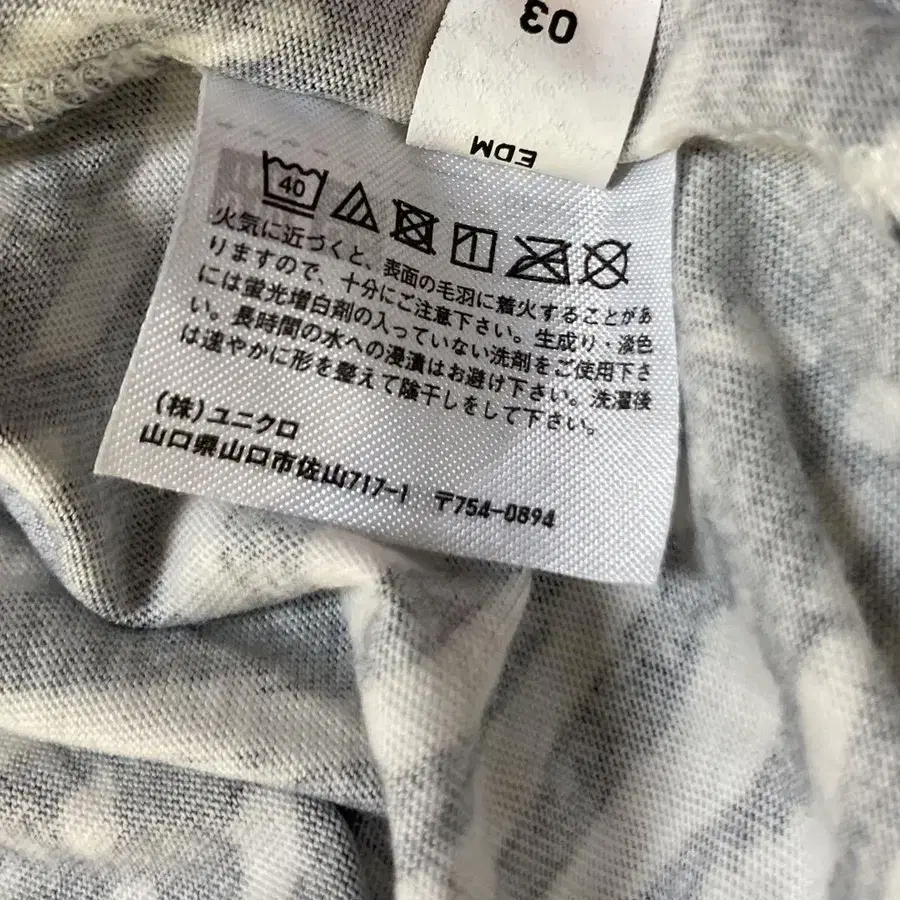 03
EDM
40
火気に近づくと、表面の毛羽に着火することがあ
りますので、十分にご注意下さい。生成り・淡色
には蛍光増白剤の入っていない洗剤をご使用下さ
い。長時間の水への浸漬はお避け下さい。洗濯後
は速やかに形を整えて陰干しをして下さい。
(株)ユニクロ
山口県山口市佐山717-1 〒754-0894